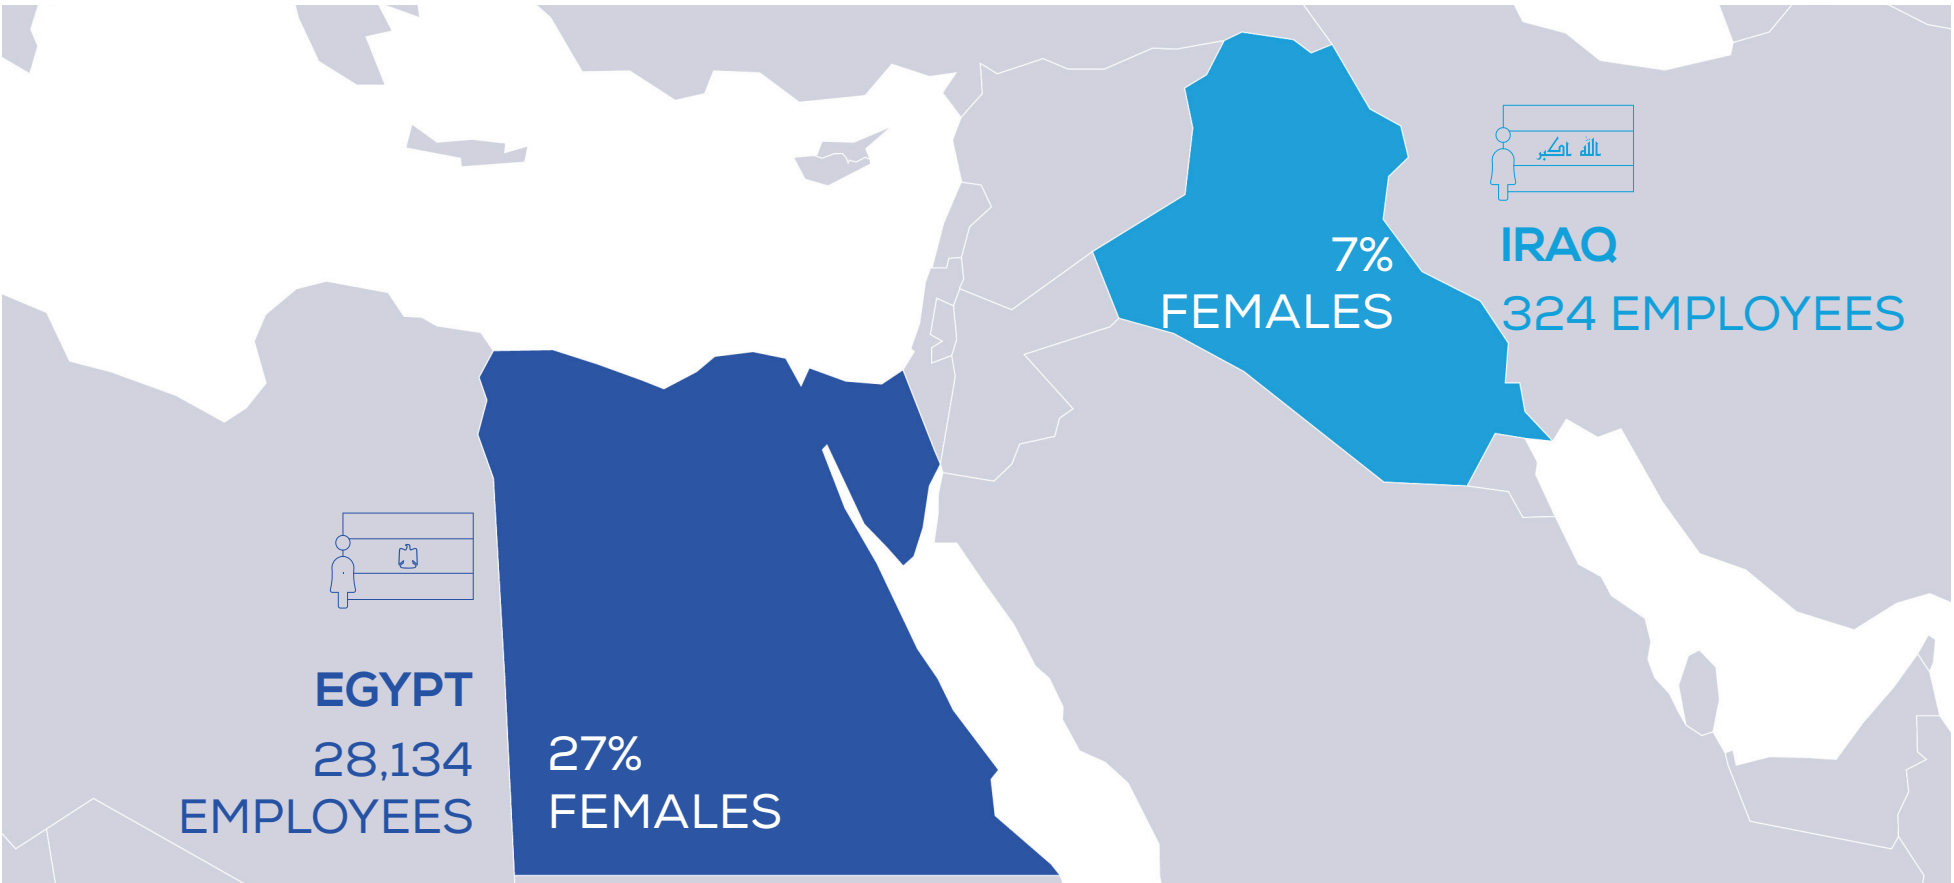 الله اكبر
IRAQ
324 EMPLOYEES
7%
FEMALES
EGYPT
28,134
EMPLOYEES
27%
FEMALES